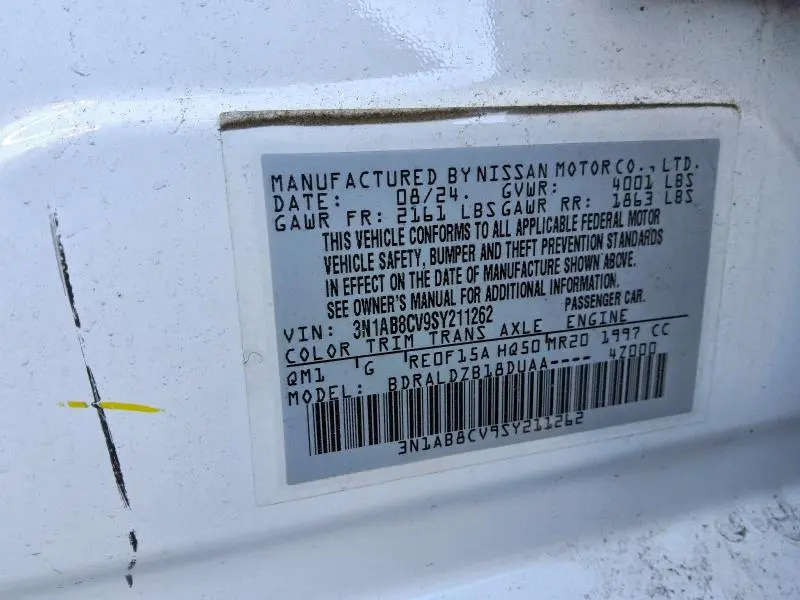 MANUFACTURED BY NISSAN MOTOR CO., LTD.
DATE: 08/24. GVWR: 4001 LBS
GAWR FR: 2161 LBS GAWR RR: 1863 LBS
THIS VEHICLE CONFORMS TO ALL APPLICABLE FEDERAL MOTOR
VEHICLE SAFETY, BUMPER AND THEFT PREVENTION STANDARDS
IN EFFECT ON THE DATE OF MANUFACTURE SHOWN ABOVE.
SEE OWNER'S MANUAL FOR ADDITIONAL INFORMATION.
VIN: 3N1AB8CV9SY211262 PASSENGER CAR.
COLOR TRIM TRANS AXLE ENGINE
QM1 G RE0F15A HQ50 MR20 1997 CC
MODEL: BDRALDZB18DUAA---- 4Z000
3N1AB8CV9SY211262